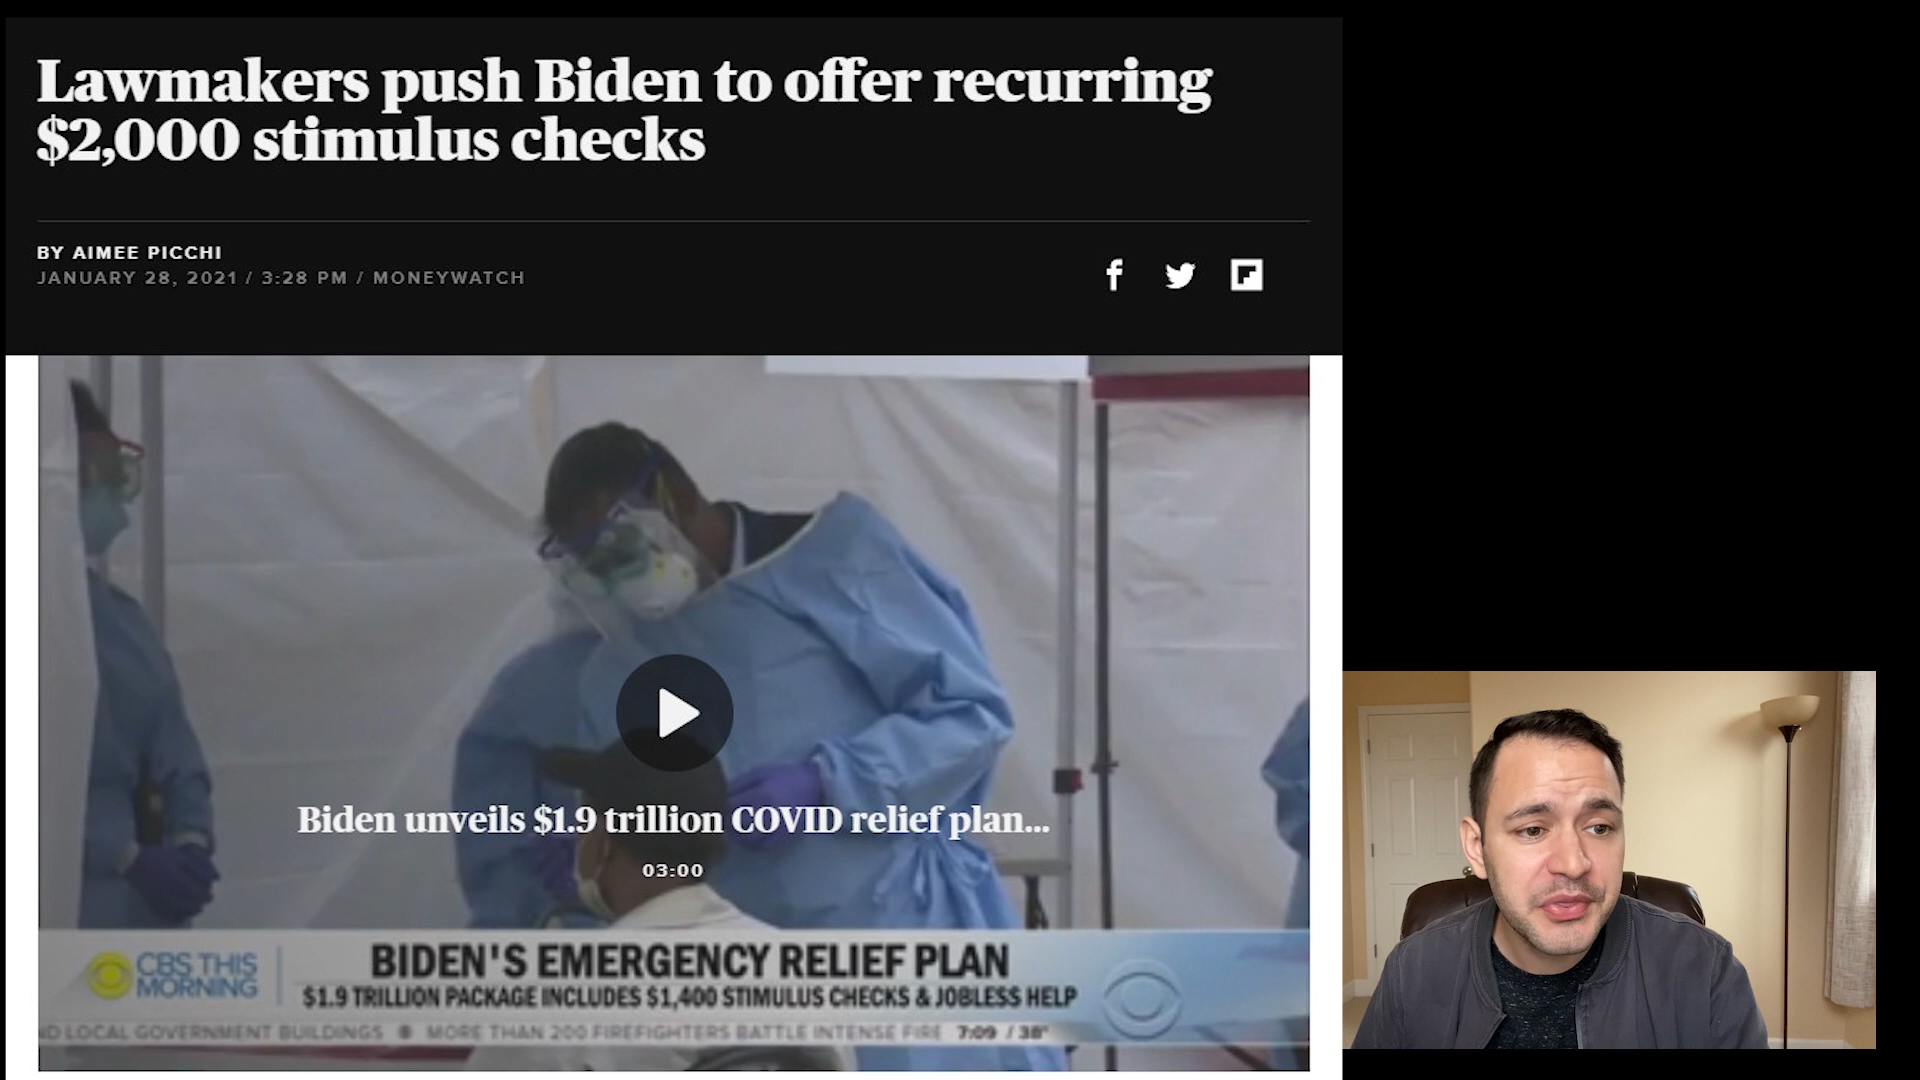 Lawmakers push Biden to offer recurring
$2,000 stimulus checks
BY AIMEE PICCHI
JANUARY 28, 2021 / 3:28 PM / MONEYWATCH
Biden unveils $1.9 trillion COVID relief plan...
03:00
CBS THIS
MORNING
BIDEN'S EMERGENCY RELIEF PLAN
$1.9 TRILLION PACKAGE INCLUDES $1,400 STIMULUS CHECKS & JOBLESS HELP
LOCAL GOVERNMENT BUILDINGS MORE THAN 200 FIREFIGHTERS BATTLE INTENSE FIRE 7:09 / 38°